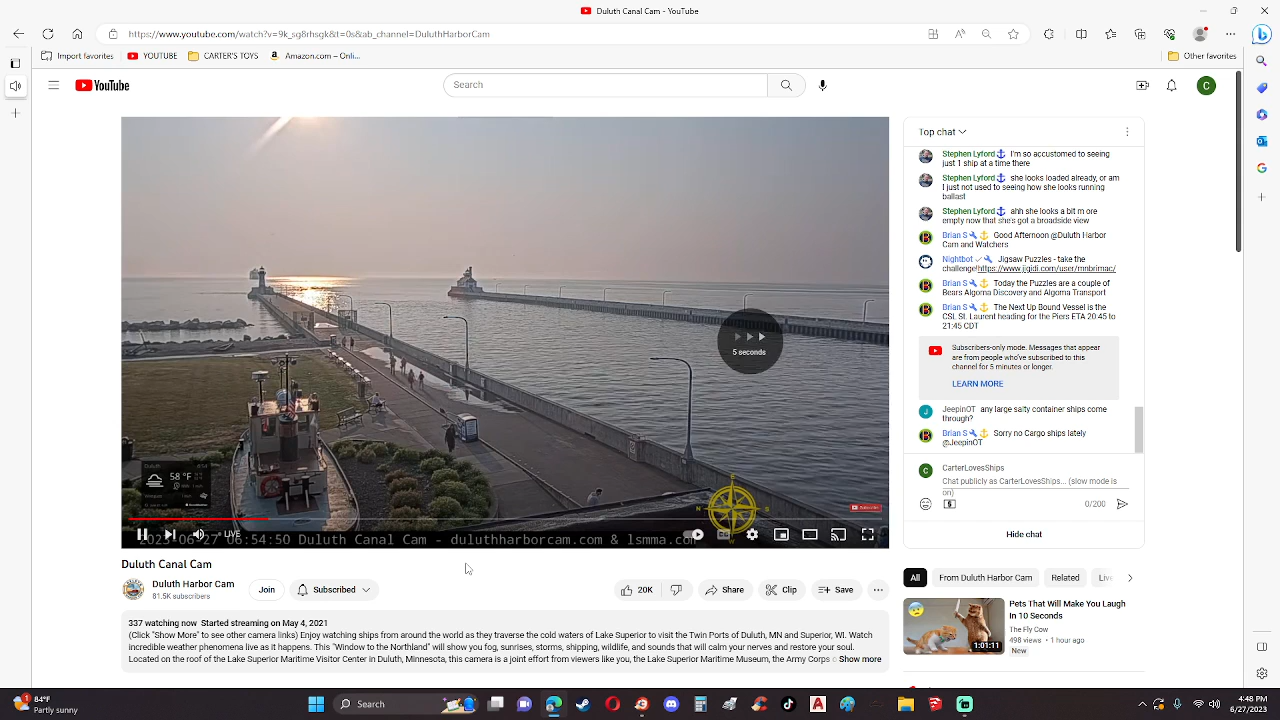 Duluth Canal Cam - YouTube
https://www.youtube.com/watch?v=9k_sg8rhsgk&t=0s&ab_channel=DuluthHarborCam
Import favorites
YOUTUBE
CARTER'S TOYS
Amazon.com – Onli...
Other favorites
YouTube
Search
5 seconds
Duluth
58 °F
LIVE
2023-06-27 06:54:50 Duluth Canal Cam - duluthharborcam.com & lsmma.com
N
S
W
Subscribe
Top chat
Stephen Lyford I'm so accustomed to seeing
just 1 ship at a time there
Stephen Lyford she looks loaded already, or am
I just not used to seeing how she looks running
ballast
Stephen Lyford ahh she looks a bit m ore
empty now that she's got a broadside view
Brian S Good Afternoon @Duluth Harbor
Cam and Watchers
Nightbot Jigsaw Puzzles - take the
challenge!https://www.jigidi.com/user/mnbrimac/
Brian S Today the Puzzles are a couple of
Bears Algoma Discovery and Algoma Transport
Brian S The Next Up Bound Vessel is the
CSL St. Laurent heading for the Piers ETA 20:45 to
21:45 CDT
Subscribers-only mode. Messages that appear
are from people who've subscribed to this
channel for 5 minutes or longer.
LEARN MORE
JeepinOT any large salty container ships come
through?
Brian S Sorry no Cargo ships lately
@JeepinOT
CarterLovesShips
Chat publicly as CarterLovesShips... (slow mode is
on)
0/200
Hide chat
Duluth Canal Cam
Duluth Harbor Cam
81.5K subscribers
Join
Subscribed
20K
Share
Clip
Save
337 watching now Started streaming on May 4, 2021
(Click "Show More" to see other camera links) Enjoy watching ships from around the world as they traverse the cold waters of Lake Superior to visit the Twin Ports of Duluth, MN and Superior, WI. Watch
incredible weather phenomena live as it happens. This "Window to the Northland" will show you fog, sunrises, storms, shipping, wildlife, and sounds that will calm your nerves and restore your soul.
Located on the roof of the Lake Superior Maritime Visitor Center in Duluth, Minnesota, this camera is a joint effort from viewers like you, the Lake Superior Maritime Museum, the Army Corps o Show more
All
From Duluth Harbor Cam
Related
Live
Pets That Will Make You Laugh
In 10 Seconds
The Fly Cow
498 views • 1 hour ago
New
1:01:11
1
84°F
Partly sunny
Search
4:48 PM
6/27/2023